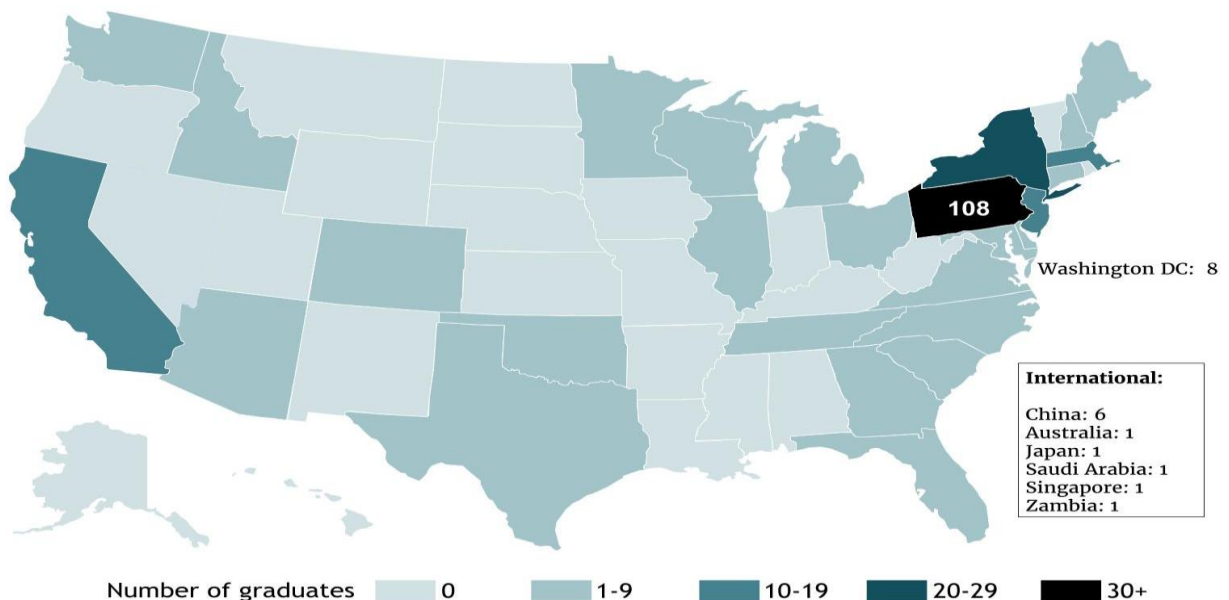 108
Washington DC: 8
International:
China: 6
Australia: 1
Japan: 1
Saudi Arabia: 1
Singapore: 1
Zambia: 1
Number of graduates 0 1-9 10-19 20-29 30+